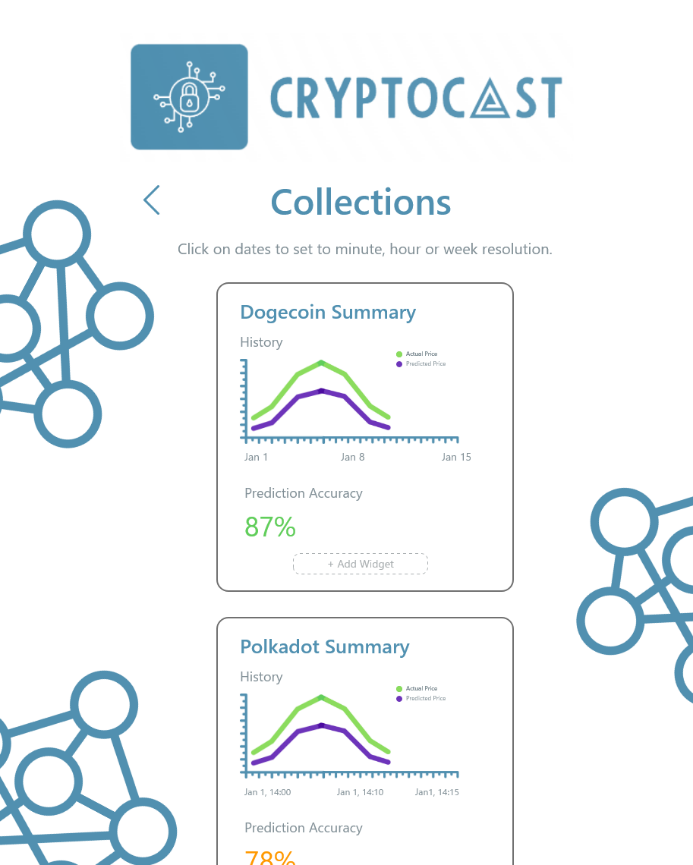 CRYPTOCAST
Collections
Click on dates to set to minute, hour or week resolution.
Dogecoin Summary
History
Actual Price
Predicted Price
Jan 1
Jan 8
Jan 15
Prediction Accuracy
87%
+ Add Widget
Polkadot Summary
History
Actual Price
Predicted Price
Jan 1, 14:00
Jan 1, 14:10
Jan1, 14:15
Prediction Accuracy
78%